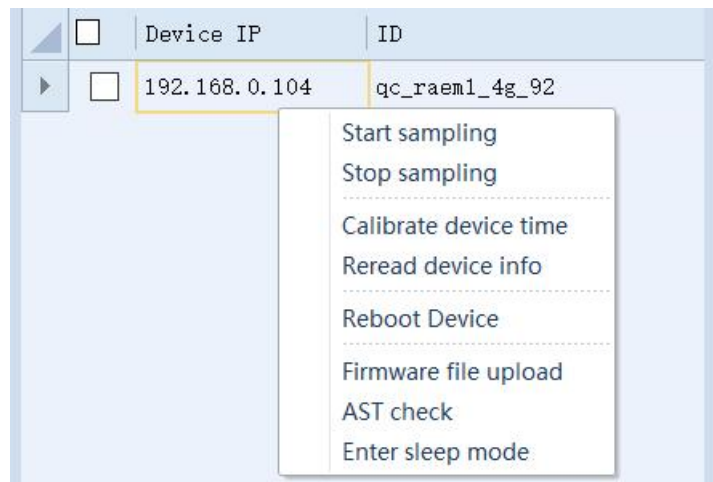 Device IP ID
192.168.0.104 qc_raem1_4g_92
Start sampling
Stop sampling
Calibrate device time
Reread device info
Reboot Device
Firmware file upload
AST check
Enter sleep mode